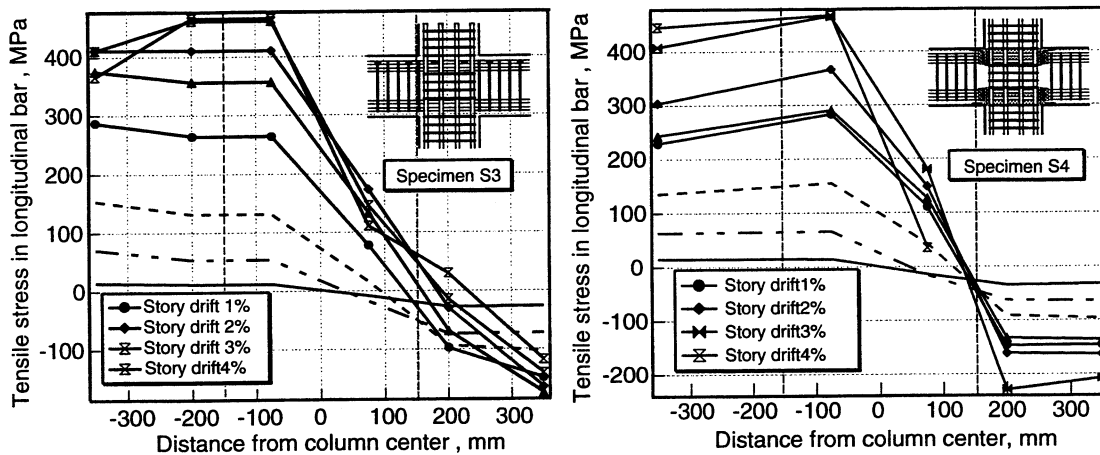 Tensile stress in longitudinal bar , MPa
400
300
200
100
0
-100
Specimen S3
Story drift 1%
Story drift 2%
Story drift 3%
Story drift4%
-300 -200 -100 0 100 200 300
Distance from column center , mm
Tensile stress in longitudinal bar , MPa
400
300
200
100
0
-100
-200
Specimen S4
Story drift1%
Story drift2%
Story drift3%
Story drift4%
-300 -200 -100 0 100 200 300
Distance from column center, mm